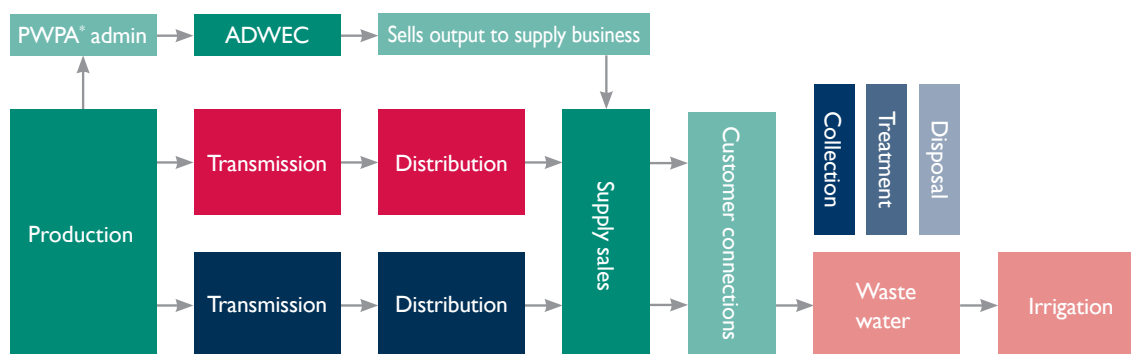 PWPA* admin
ADWEC
Sells output to supply business
Production
Transmission
Distribution
Transmission
Distribution
Supply sales
Customer connections
Collection
Treatment
Disposal
Waste
water
Irrigation